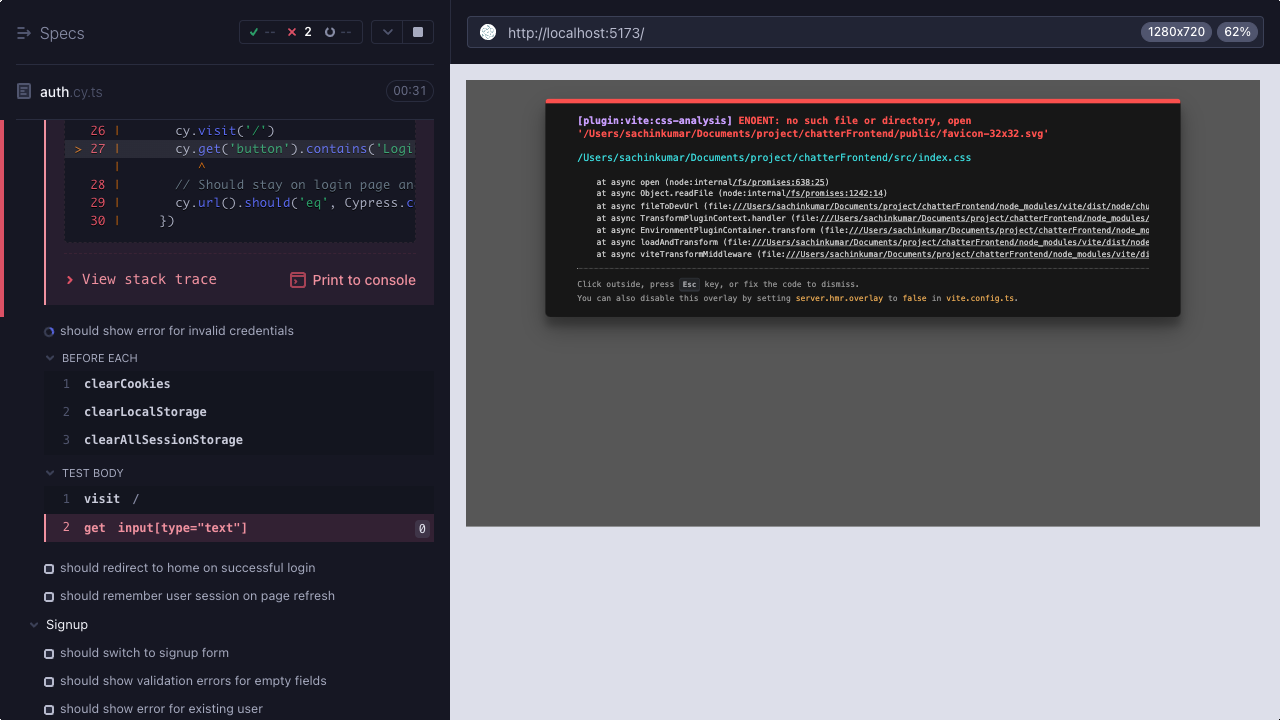 Specs
-- 2 --
auth.cy.ts
00:31
26 | cy.visit('/')
> 27 | cy.get('button').contains('Logi
| ^
28 | // Should stay on login page an
29 | cy.url().should('eq', Cypress.c
30 | })
View stack trace
Print to console
should show error for invalid credentials
BEFORE EACH
1 clearCookies
2 clearLocalStorage
3 clearAllSessionStorage
TEST BODY
1 visit /
2 get input[type="text"] 0
should redirect to home on successful login
should remember user session on page refresh
Signup
should switch to signup form
should show validation errors for empty fields
should show error for existing user
http://localhost:5173/
1280x720
62%
[plugin:vite:css-analysis] ENOENT: no such file or directory, open
'/Users/sachinkumar/Documents/project/chatterFrontend/public/favicon-32x32.svg'
/Users/sachinkumar/Documents/project/chatterFrontend/src/index.css
at async open (node:internal/fs/promises:638:25)
at async Object.readFile (node:internal/fs/promises:1242:14)
at async fileToDevUrl (file:///Users/sachinkumar/Documents/project/chatterFrontend/node_modules/vite/dist/node/chu
at async TransformPluginContext.handler (file:///Users/sachinkumar/Documents/project/chatterFrontend/node_modules/
at async EnvironmentPluginContainer.transform (file:///Users/sachinkumar/Documents/project/chatterFrontend/node_mo
at async loadAndTransform (file:///Users/sachinkumar/Documents/project/chatterFrontend/node_modules/vite/dist/node
at async viteTransformMiddleware (file:///Users/sachinkumar/Documents/project/chatterFrontend/node_modules/vite/di
Click outside, press Esc key, or fix the code to dismiss.
You can also disable this overlay by setting server.hmr.overlay to false in vite.config.ts.